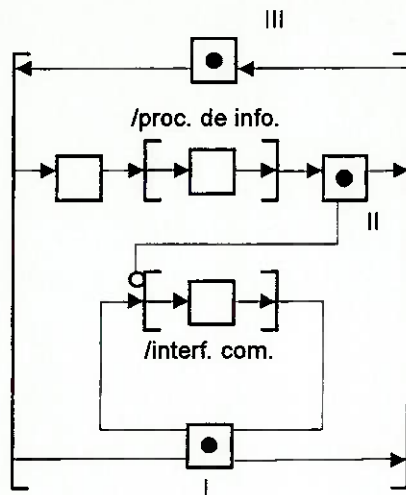 III
/proc. de info.
II
/interf. com.
I